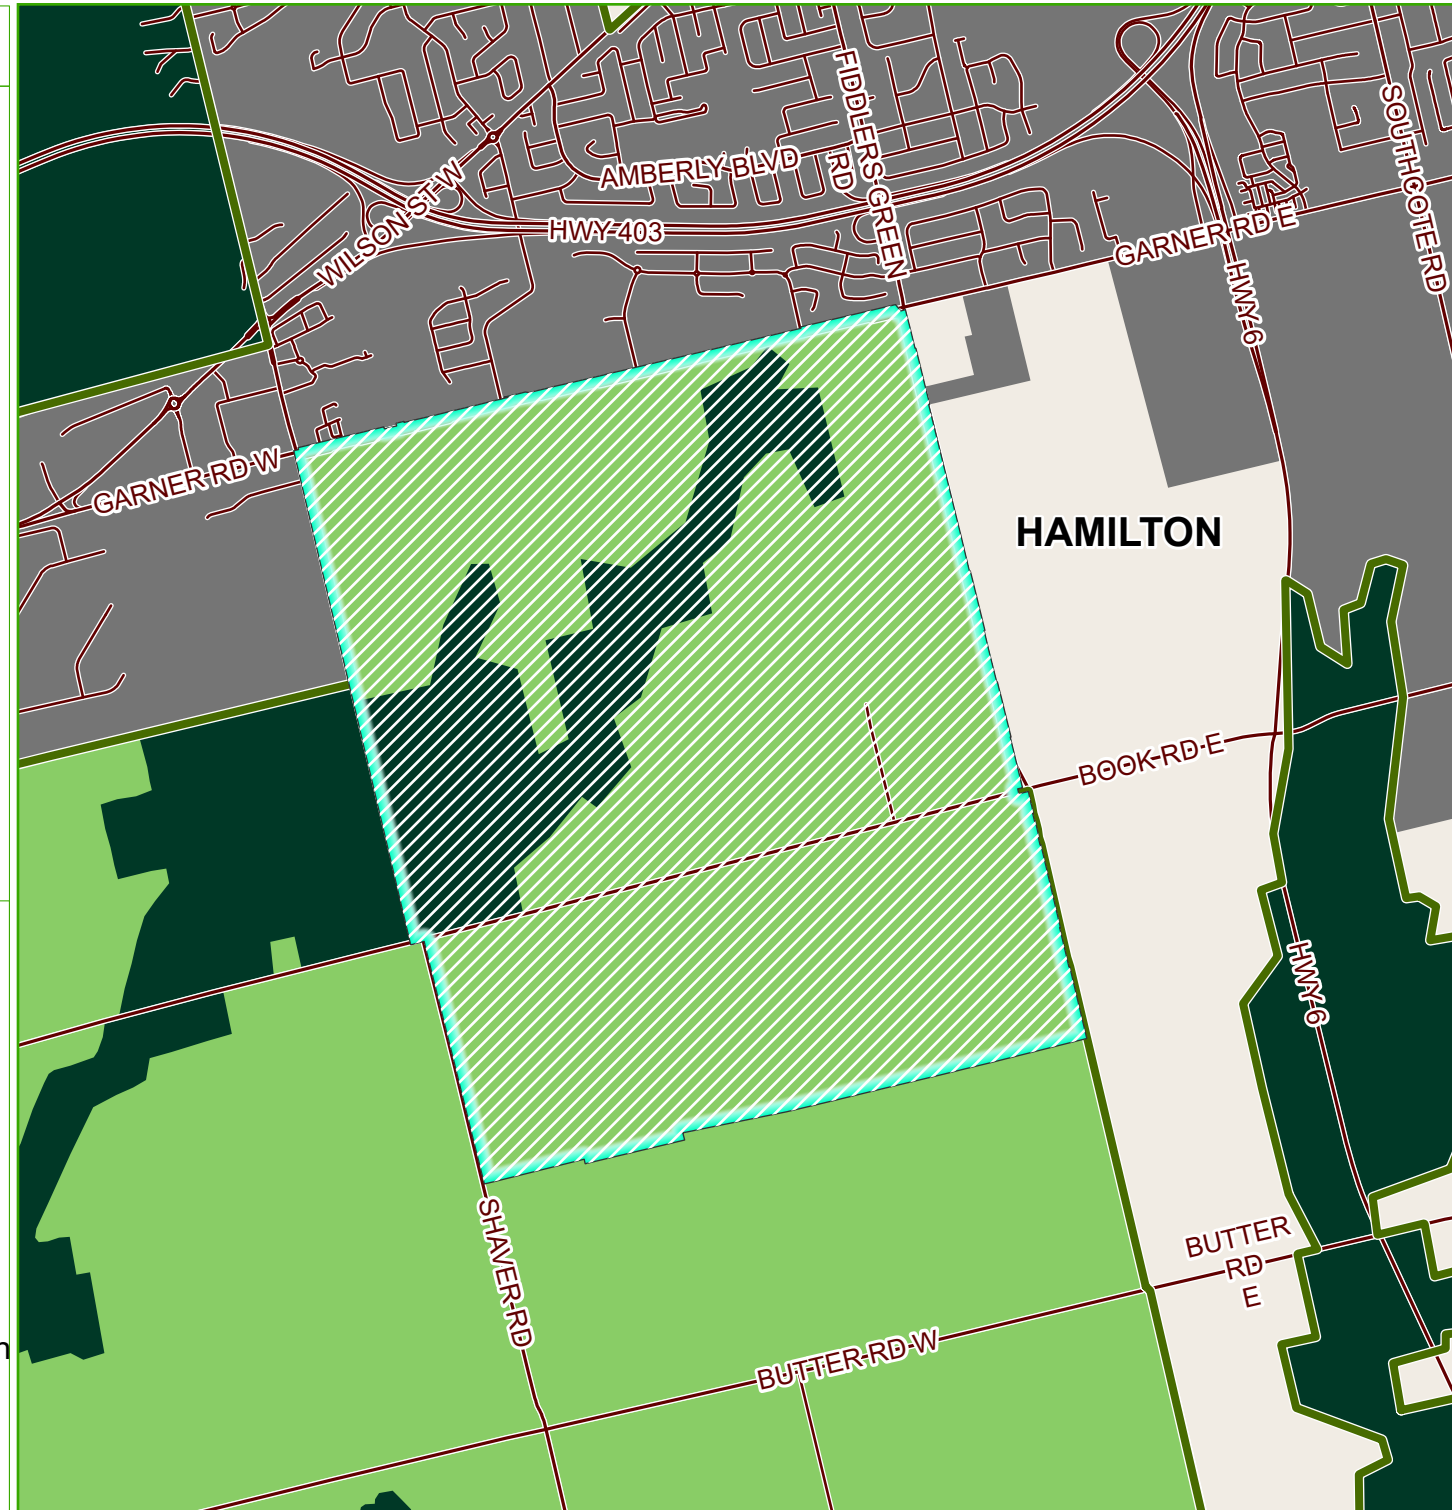 FIDDLERS GREEN
RD
SOUTHCOTE RD
AMBERLY BLVD
WILSON ST W
HWY 403
GARNER RD E
HWY 6
GARNER RD W
HAMILTON
BOOK RD E
HWY 6
SHAVER RD
BUTTER
RD
E
BUTTER RD W